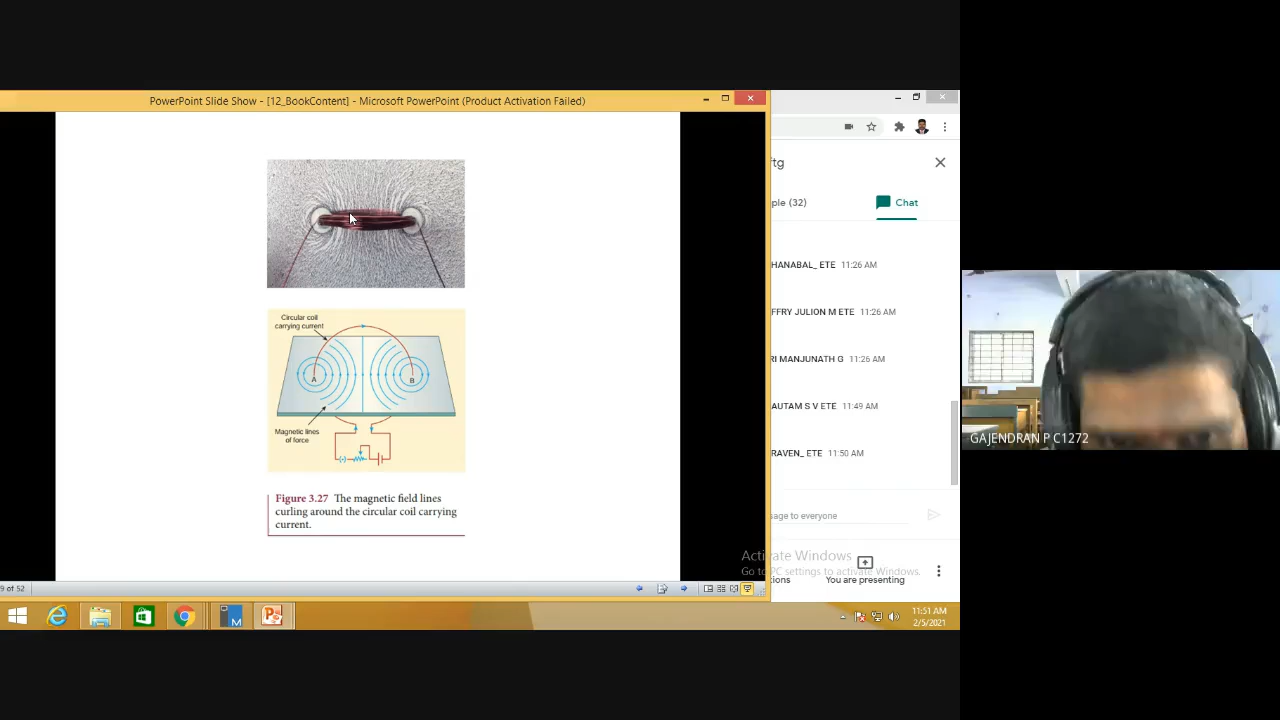 PowerPoint Slide Show - [12_BookContent] - Microsoft PowerPoint (Product Activation Failed)
ftg
ple (32)
Chat
HANABAL_ ETE 11:26 AM
FFRY JULION M ETE 11:26 AM
RI MANJUNATH G 11:26 AM
AUTAM S V ETE 11:49 AM
RAVEN_ ETE 11:50 AM
sage to everyone
Activate Windows
Go to PC settings to activate Windows.
tions
You are presenting
Circular coil
carrying current
A
B
Magnetic lines
of force
Figure 3.27 The magnetic field lines
curling around the circular coil carrying
current.
9 of 52
M
11:51 AM
2/5/2021
GAJENDRAN P C1272